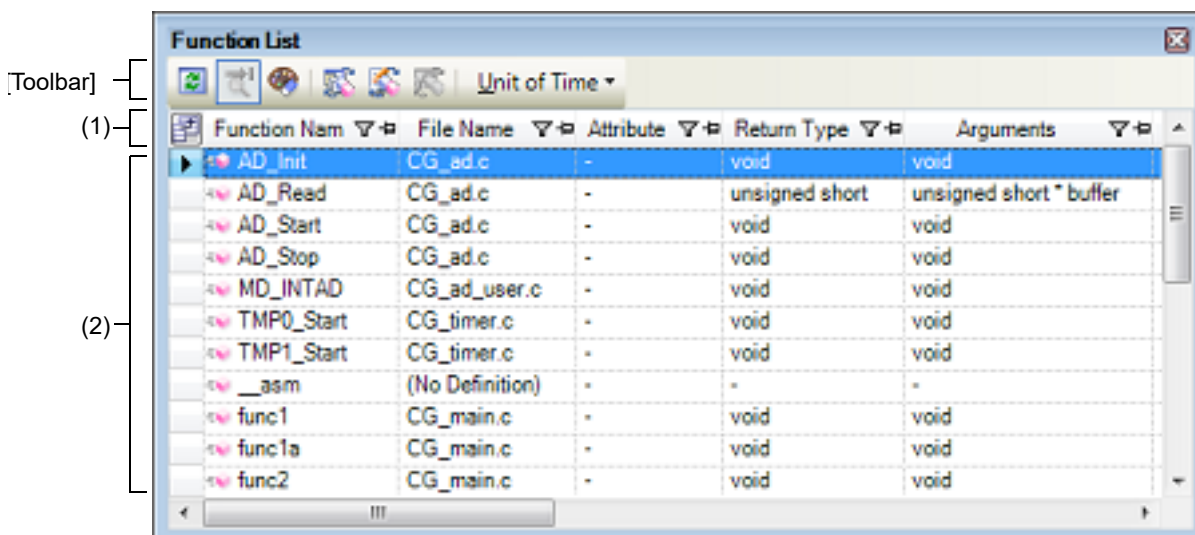 Function List
[Toolbar]
Unit of Time
(1)
Function Nam File Name Attribute Return Type Arguments
AD_Init CG_ad.c - void void
AD_Read CG_ad.c - unsigned short unsigned short * buffer
AD_Start CG_ad.c - void void
AD_Stop CG_ad.c - void void
MD_INTAD CG_ad_user.c - void void
(2)
TMP0_Start CG_timer.c - void void
TMP1_Start CG_timer.c - void void
__asm (No Definition) - - -
func1 CG_main.c - void void
func1a CG_main.c - void void
func2 CG_main.c - void void